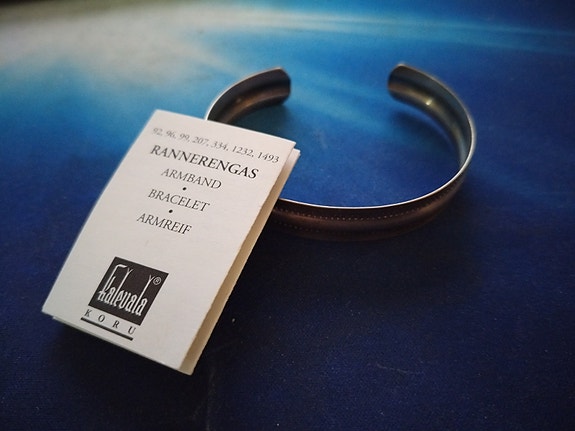 92, 96, 99, 207, 334, 1232, 1493
RANNERENGAS
ARMBAND
•
BRACELET
•
ARMREIF
Kalevala®
KORU